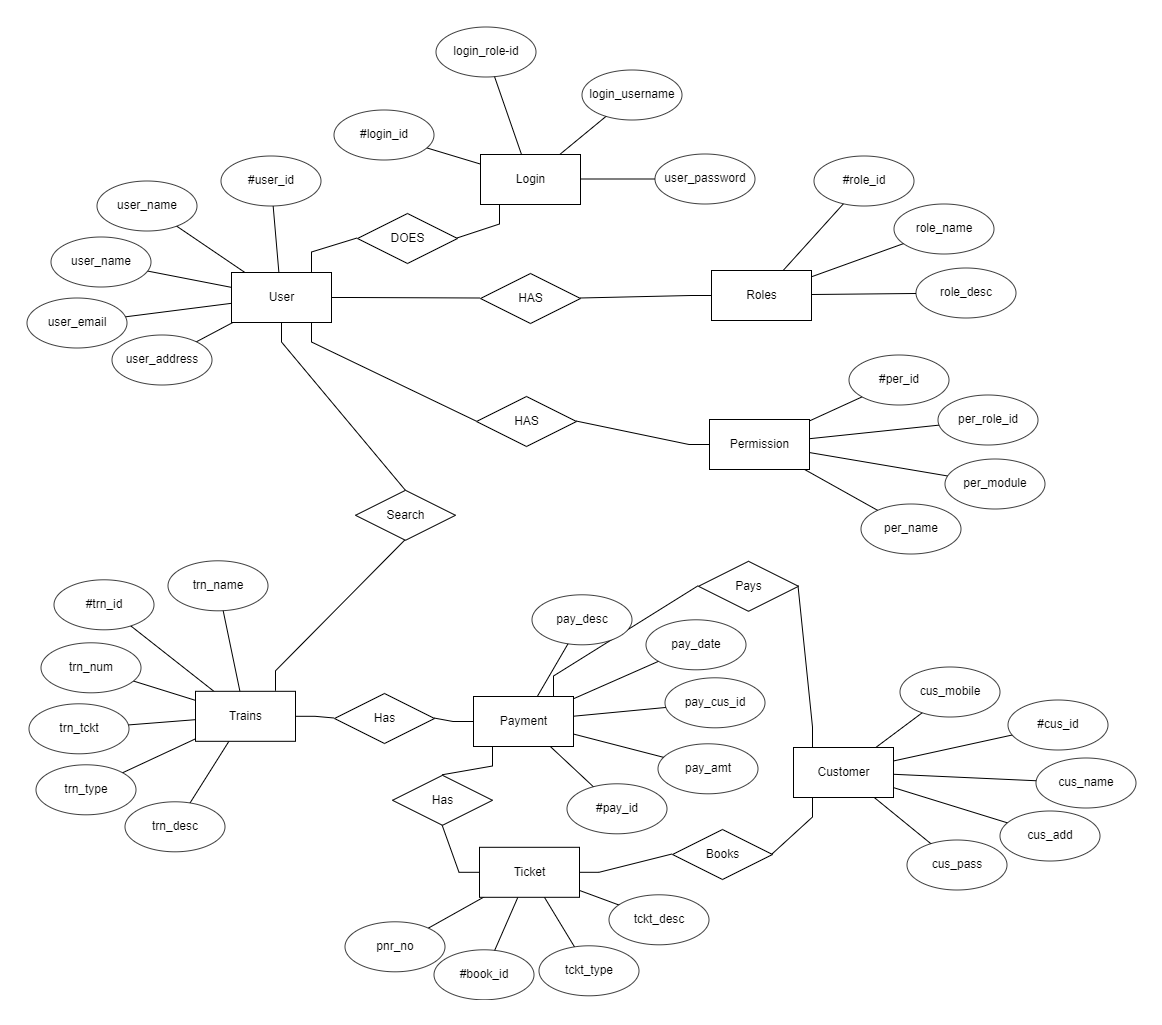 login_role-id
login_username
#login_id
Login
user_password
#user_id
#role_id
user_name
role_name
DOES
user_name
User
HAS
Roles
role_desc
user_email
user_address
#per_id
HAS
per_role_id
Permission
per_module
Search
per_name
trn_name
Pays
#trn_id
pay_desc
pay_date
trn_num
cus_mobile
pay_cus_id
Trains
Has
Payment
#cus_id
trn_tckt
pay_amt
Customer
cus_name
trn_type
Has
#pay_id
trn_desc
cus_add
Books
cus_pass
Ticket
tckt_desc
pnr_no
#book_id
tckt_type